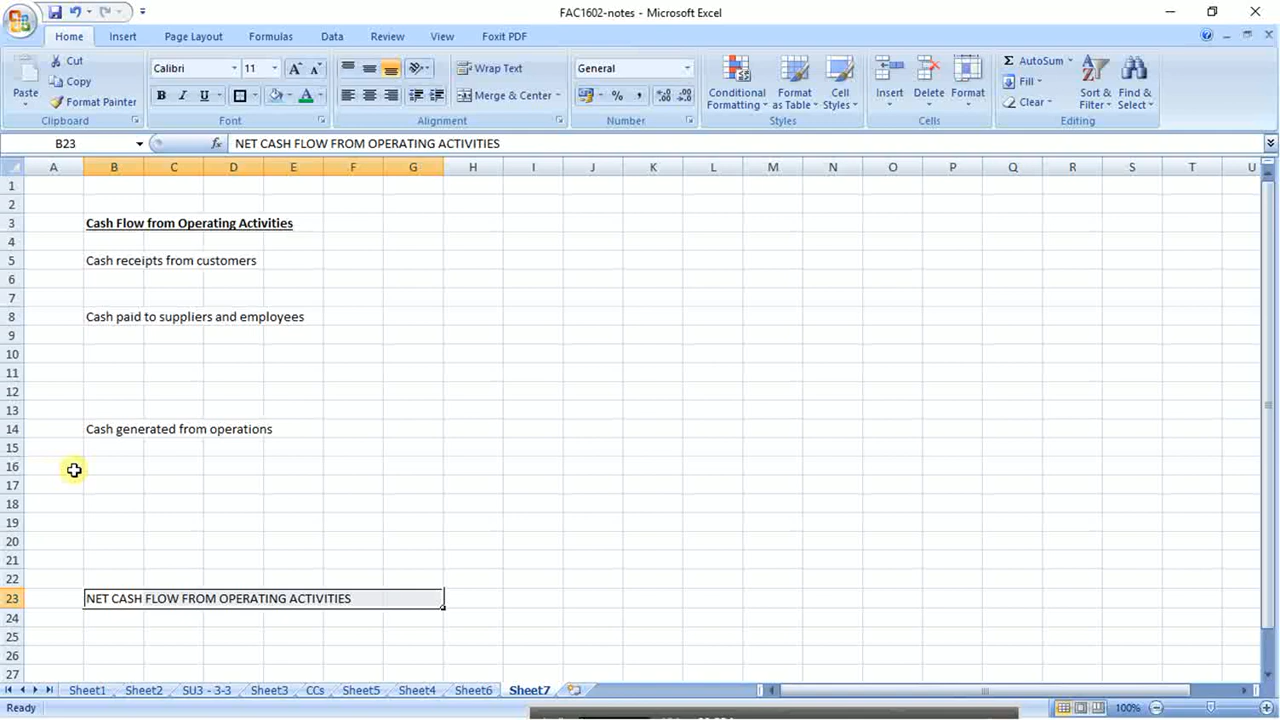 FAC1602-notes - Microsoft Excel
Home Insert Page Layout Formulas Data Review View Foxit PDF
Paste Cut Copy Format Painter
Calibri 11 A A Wrap Text General Conditional Formatting Format as Table Cell Styles Insert Delete Format Σ AutoSum Fill Clear Sort & Filter Find & Select
B I U A Merge & Center %
Clipboard Font Alignment Number Styles Cells Editing
B23 fx NET CASH FLOW FROM OPERATING ACTIVITIES
A B C D E F G H I J K L M N O P Q R S T U
1
2
3 Cash Flow from Operating Activities
4
5 Cash receipts from customers
6
7
8 Cash paid to suppliers and employees
9
10
11
12
13
14 Cash generated from operations
15
16
17
18
19
20
21
22
23 NET CASH FLOW FROM OPERATING ACTIVITIES
24
25
26
27
Sheet1 Sheet2 SU3 - 3-3 Sheet3 CCs Sheet5 Sheet4 Sheet6 Sheet7
Ready 100%